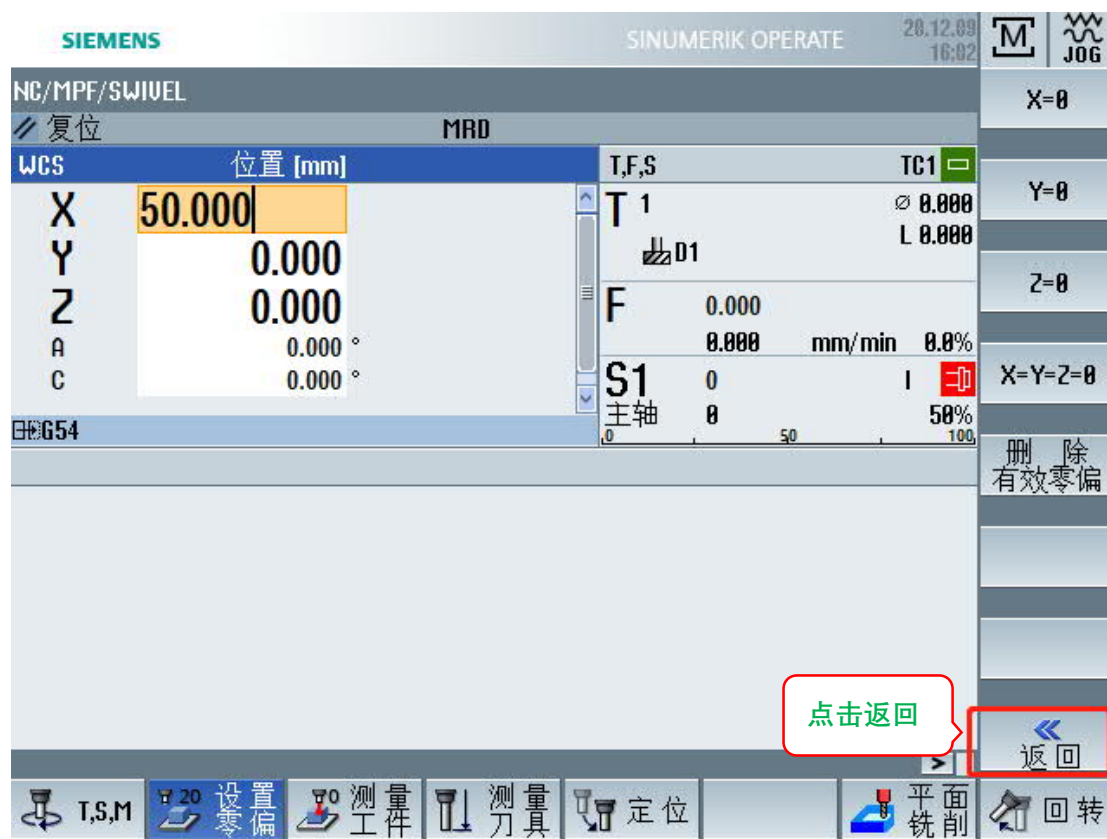 SIEMENS
SINUMERIK OPERATE
28.12.09
16:02
M
JOG
NC/MPF/SWIVEL
复位
MRD
WCS 位置 [mm]
X 50.000
Y 0.000
Z 0.000
A 0.000 °
C 0.000 °
G54
T,F,S TC1
T 1 Ø 0.000
L 0.000
D1
F 0.000
0.000 mm/min 0.0%
S1 0 I
主轴 0 50%
0 50 100
X=0
Y=0
Z=0
X=Y=Z=0
删 除
有效零偏
点击返回
«
返回
>
T,S,M
20 设置
零偏
测量
工件
测量
刀具
定位
平面
铣削
回转